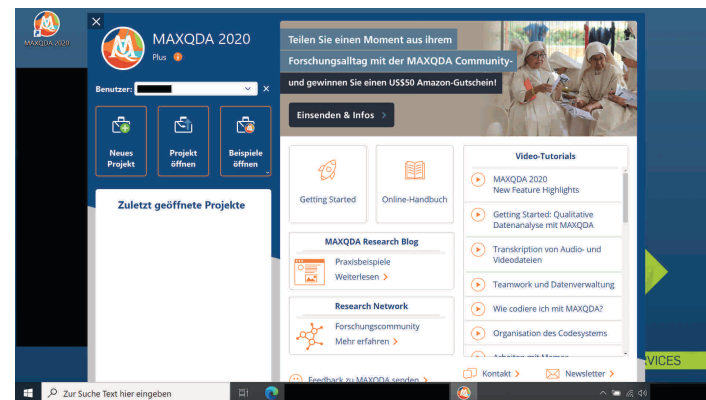 MAXQDA 2020
MAXQDA 2020
Plus
Benutzer:
Neues
Projekt
Projekt
öffnen
Beispiele
öffnen
Zuletzt geöffnete Projekte
Teilen Sie einen Moment aus ihrem
Forschungsalltag mit der MAXQDA Community-
und gewinnen Sie einen US$50 Amazon-Gutschein!
Einsenden & Infos >
Getting Started
Online-Handbuch
MAXQDA Research Blog
Praxisbeispiele
Weiterlesen >
Research Network
Forschungscommunity
Mehr erfahren >
Feedback zu MAXQDA senden >
Video-Tutorials
MAXQDA 2020
New Feature Highlights
Getting Started: Qualitative
Datenanalyse mit MAXQDA
Transkription von Audio- und
Videodateien
Teamwork und Datenverwaltung
Wie codiere ich mit MAXQDA?
Organisation des Codesystems
Arbeiten mit Memos
Kontakt >
Newsletter >
VICES
Zur Suche Text hier eingeben